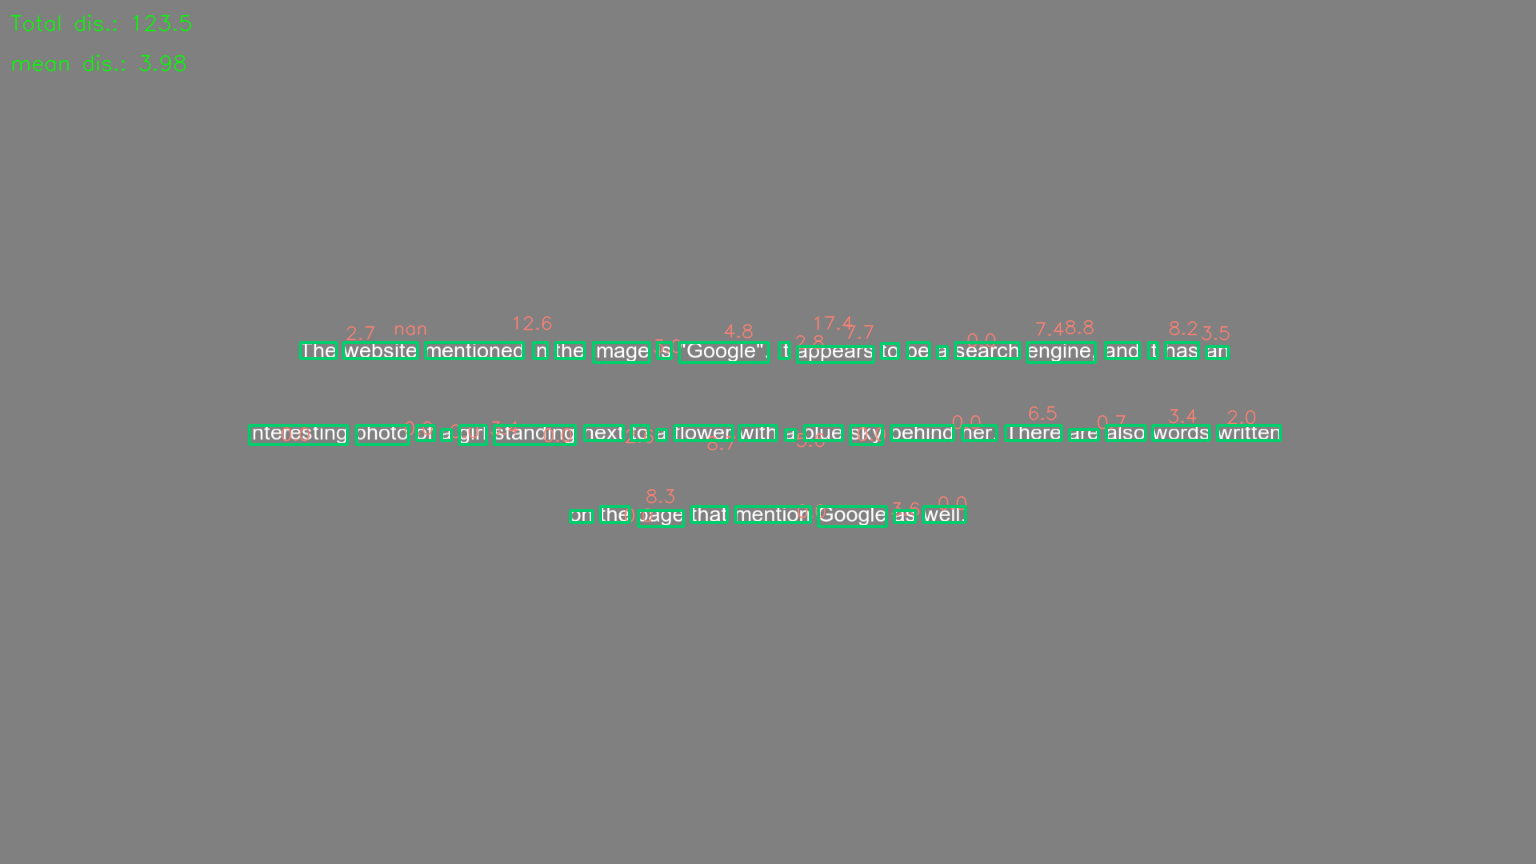 Total dis.: 123.5
mean dis.: 3.98
2.7 nan 12.6 4.8 17.4 2.8 7.7 0.0 7.4 8.8 8.2 3.5
The website mentioned in the image is "Google". It appears to be a search engine, and it has an
0.0 6.5 0.7 3.4 2.0
interesting photo of a girl standing next to a flower with a blue sky behind her. There are also words written
8.3 3.6 0.0
on the page that mention Google as well.